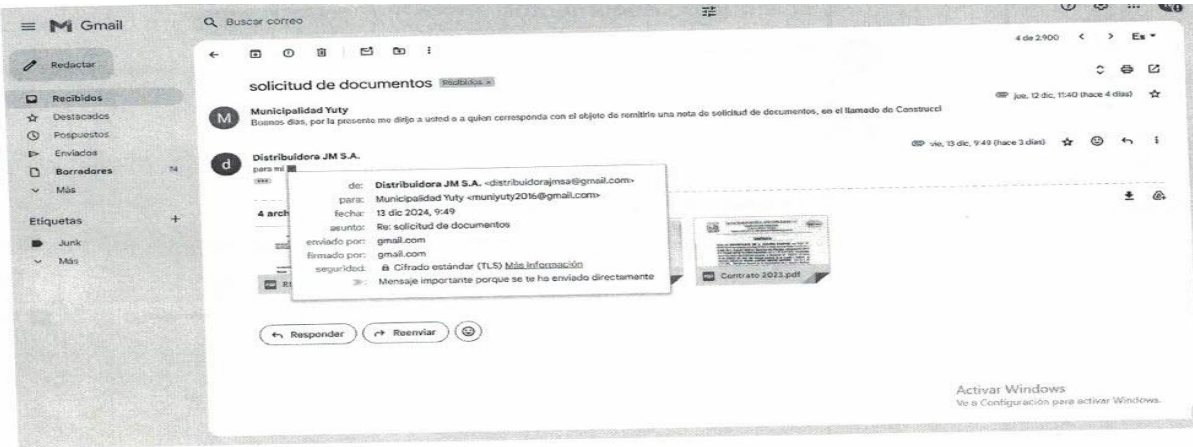 Gmail
Buscar correo
4 de 2.900
Es
Redactar
solicitud de documentos Recibidos x
Recibidos
Destacados
Pospuestos
Enviados
Borradores 74
Más
Etiquetas
Junk
Más
M
Municipalidad Yuty
jue, 12 dic, 11:40 (hace 4 días)
Buenos días, por la presente me dirijo a usted o a quien corresponda con el objeto de remitirle una nota de solicitud de documentos, en el llamado de Construcci
d
Distribuidora JM S.A.
vie, 13 dic, 9:49 (hace 3 días)
para mí
de: Distribuidora JM S.A. <distribuidorajmsa@gmail.com>
para: Municipalidad Yuty <muniyuty2016@gmail.com>
fecha: 13 dic 2024, 9:49
asunto: Re: solicitud de documentos
enviado por: gmail.com
firmado por: gmail.com
seguridad: Cifrado estándar (TLS) Más información
Mensaje importante porque se te ha enviado directamente
4 arch
PDF
PDF Contrato 2023.pdf
Responder
Reenviar
Activar Windows
Ve a Configuración para activar Windows.